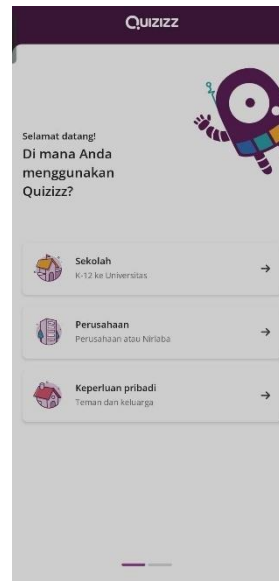 QUIZIZZ
Selamat datang!
Di mana Anda
menggunakan
Quizizz?
Sekolah
K-12 ke Universitas
Perusahaan
Perusahaan atau Nirlaba
Keperluan pribadi
Teman dan keluarga